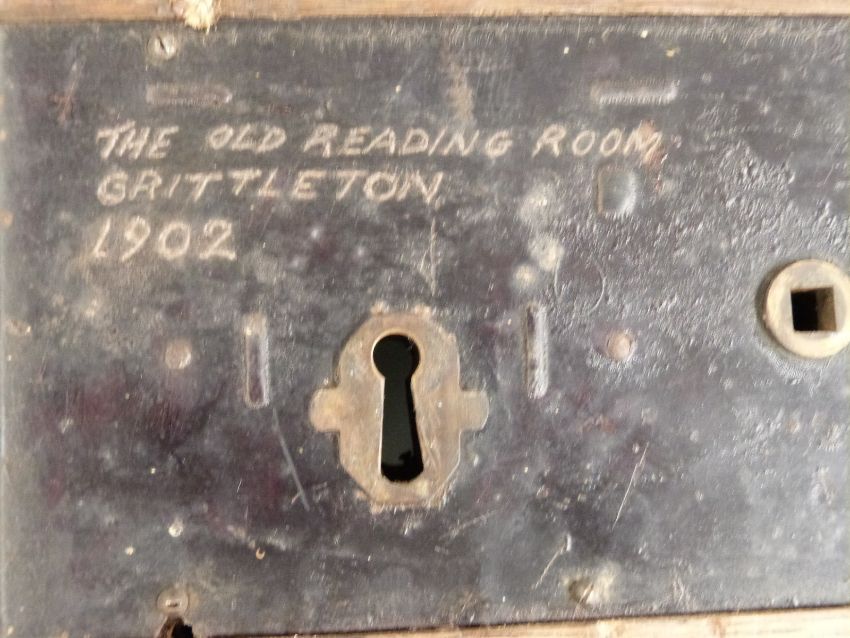 THE OLD READING ROOM
GRITTLETON
1902